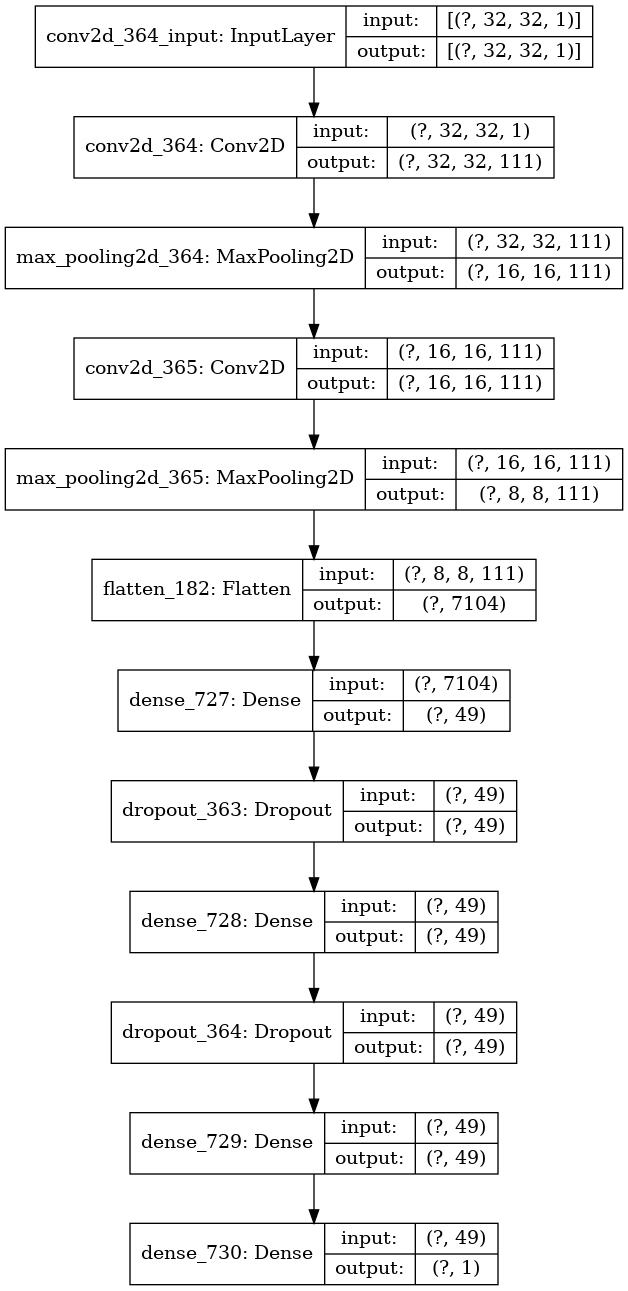 conv2d_364_input: InputLayer
input: [(?, 32, 32, 1)]
output: [(?, 32, 32, 1)]
conv2d_364: Conv2D
input: (?, 32, 32, 1)
output: (?, 32, 32, 111)
max_pooling2d_364: MaxPooling2D
input: (?, 32, 32, 111)
output: (?, 16, 16, 111)
conv2d_365: Conv2D
input: (?, 16, 16, 111)
output: (?, 16, 16, 111)
max_pooling2d_365: MaxPooling2D
input: (?, 16, 16, 111)
output: (?, 8, 8, 111)
flatten_182: Flatten
input: (?, 8, 8, 111)
output: (?, 7104)
dense_727: Dense
input: (?, 7104)
output: (?, 49)
dropout_363: Dropout
input: (?, 49)
output: (?, 49)
dense_728: Dense
input: (?, 49)
output: (?, 49)
dropout_364: Dropout
input: (?, 49)
output: (?, 49)
dense_729: Dense
input: (?, 49)
output: (?, 49)
dense_730: Dense
input: (?, 49)
output: (?, 1)